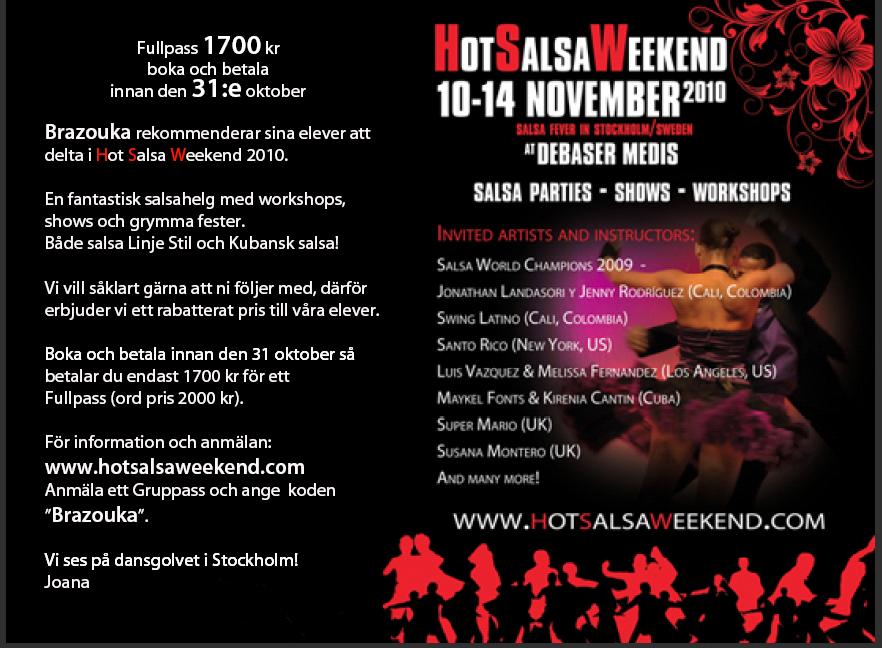 Fullpass 1700 kr
boka och betala
innan den 31:e oktober
Brazouka rekommenderar sina elever att
delta i Hot Salsa Weekend 2010.
En fantastisk salsahelg med workshops,
shows och grymma fester.
Både salsa Linje Stil och Kubansk salsa!
Vi vill såklart gärna att ni följer med, därför
erbjuder vi ett rabatterat pris till våra elever.
Boka och betala innan den 31 oktober så
betalar du endast 1700 kr för ett
Fullpass (ord pris 2000 kr).
För information och anmälan:
www.hotsalsaweekend.com
Anmäla ett Gruppass och ange koden
"Brazouka".
Vi ses på dansgolvet i Stockholm!
Joana
HotSalsaWeekend
10-14 NOVEMBER 2010
SALSA FEVER IN STOCKHOLM/SWEDEN
AT DEBASER MEDIS
SALSA PARTIES - SHOWS - WORKSHOPS
Invited artists and instructors:
Salsa World Champions 2009 -
Jonathan Landasori y Jenny Rodríguez (Cali, Colombia)
Swing Latino (Cali, Colombia)
Santo Rico (New York, US)
Luis Vazquez & Melissa Fernandez (Los Angeles, US)
Maykel Fonts & Kirenia Cantin (Cuba)
Super Mario (UK)
Susana Montero (UK)
And many more!
www.HotSalsaWeekend.com